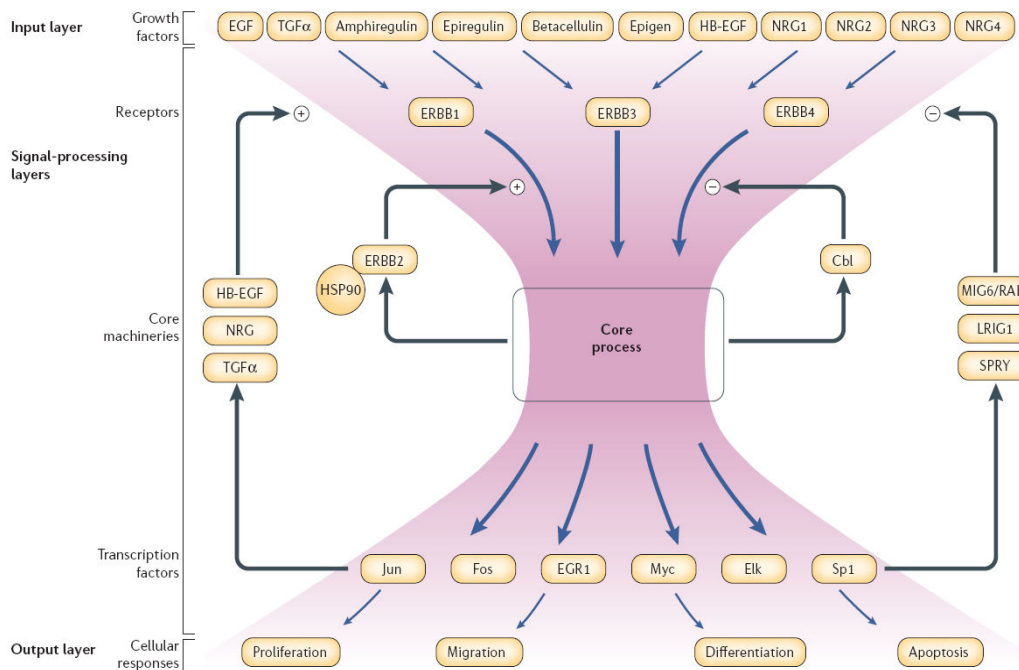 Input layer
Growth
factors
EGF
TGFα
Amphiregulin
Epiregulin
Betacellulin
Epigen
HB-EGF
NRG1
NRG2
NRG3
NRG4
Receptors
ERBB1
ERBB3
ERBB4
+
−
Signal-processing
layers
+
−
ERBB2
HSP90
Cbl
HB-EGF
NRG
TGFα
Core
machineries
Core
process
MIG6/RAL
LRIG1
SPRY
Transcription
factors
Jun
Fos
EGR1
Myc
Elk
Sp1
Output layer
Cellular
responses
Proliferation
Migration
Differentiation
Apoptosis